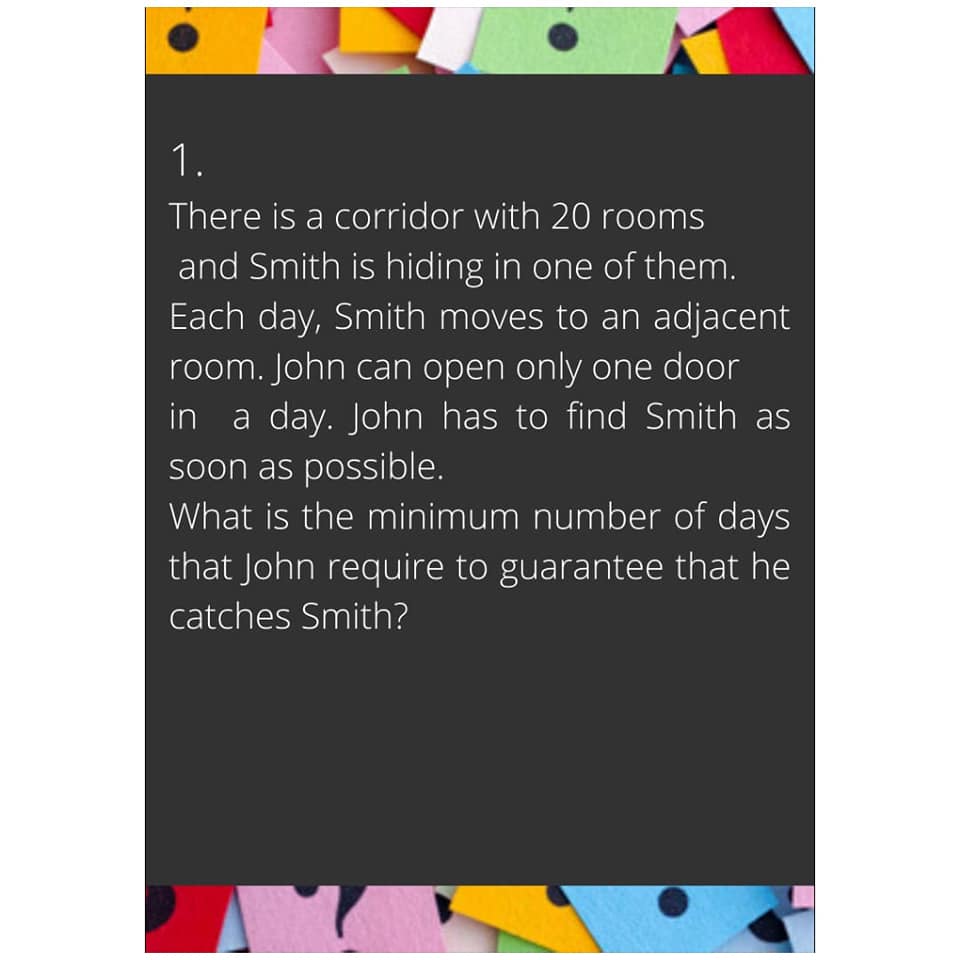 1.
There is a corridor with 20 rooms
and Smith is hiding in one of them.
Each day, Smith moves to an adjacent
room. John can open only one door
in a day. John has to find Smith as
soon as possible.
What is the minimum number of days
that John require to guarantee that he
catches Smith?